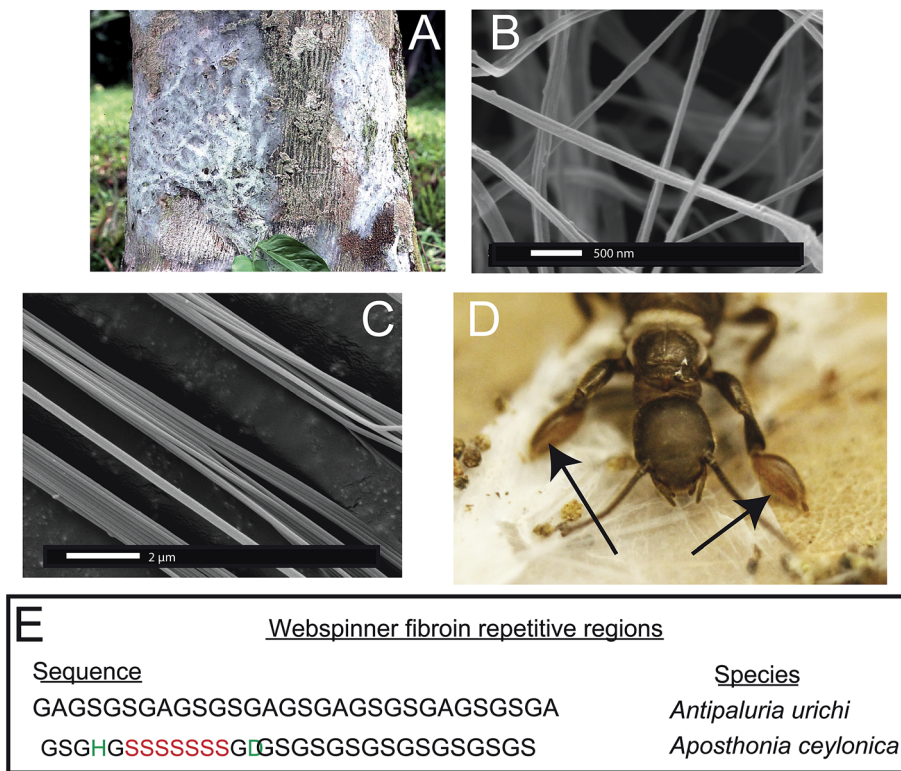 A
B
500 nm
C
2 μm
D
E
Webspinner fibroin repetitive regions
Sequence
Species
GAGSGSGAGSGSGAGSGAGSGSGAGSGSGA
Antipaluria urichi
GSGHGSSSSSSSGDGSGSGSGSGSGSGS
Aposthonia ceylonica